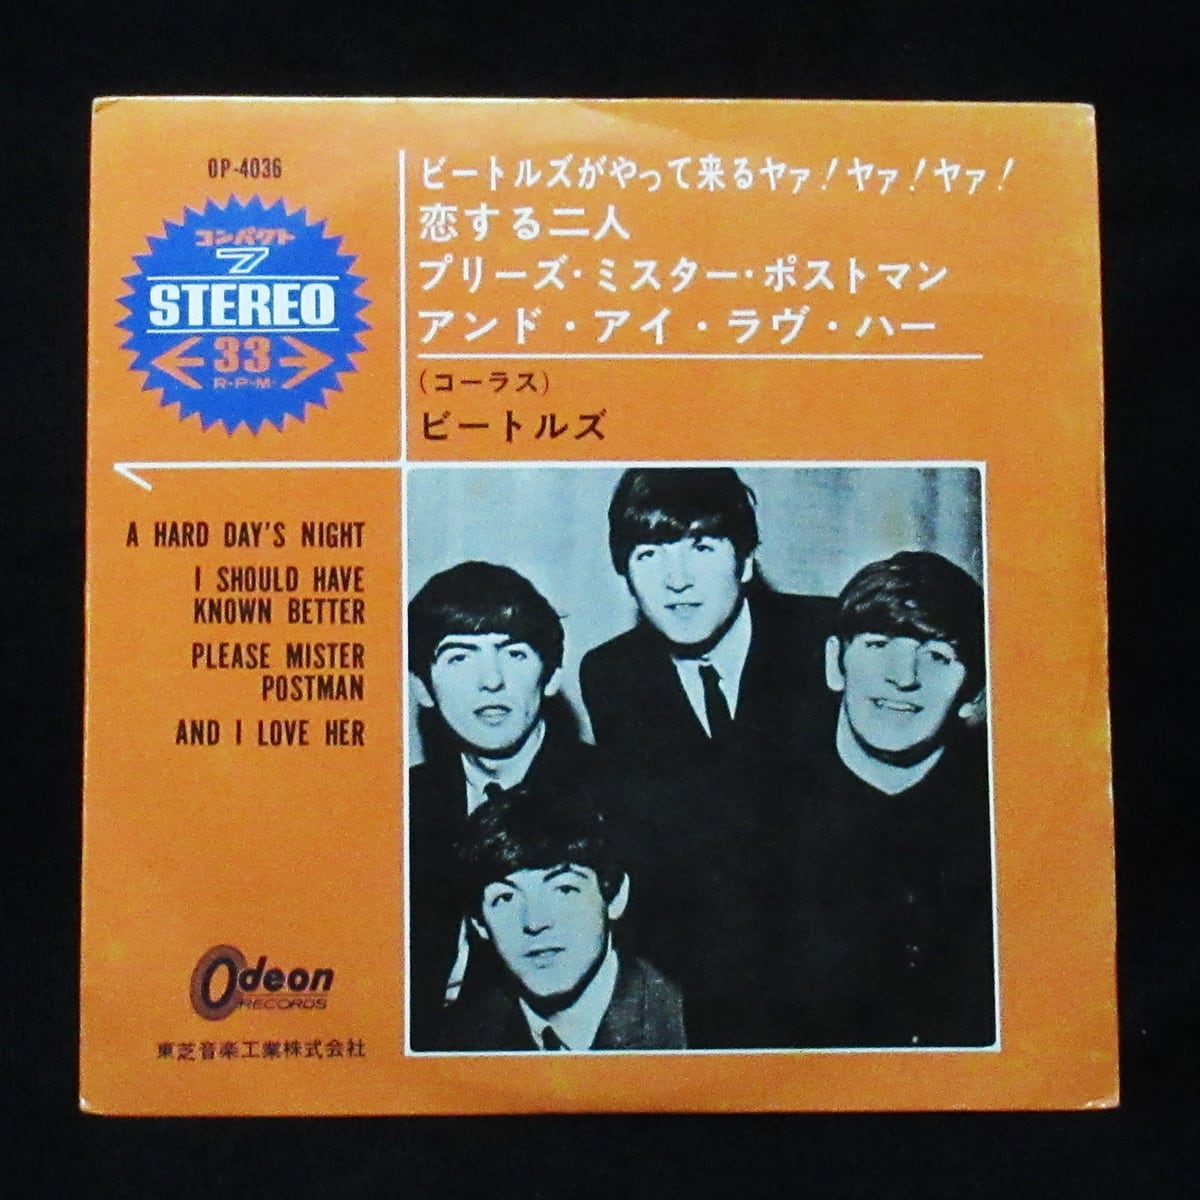 OP-4036
コンパクト
7
STEREO
33
R·P·M·
ビートルズがやって来るヤァ！ヤァ！ヤァ！
恋する二人
プリーズ・ミスター・ポストマン
アンド・アイ・ラヴ・ハー
（コーラス）
ビートルズ
A HARD DAY'S NIGHT
I SHOULD HAVE
KNOWN BETTER
PLEASE MISTER
POSTMAN
AND I LOVE HER
Odeon
RECORDS
東芝音楽工業株式会社